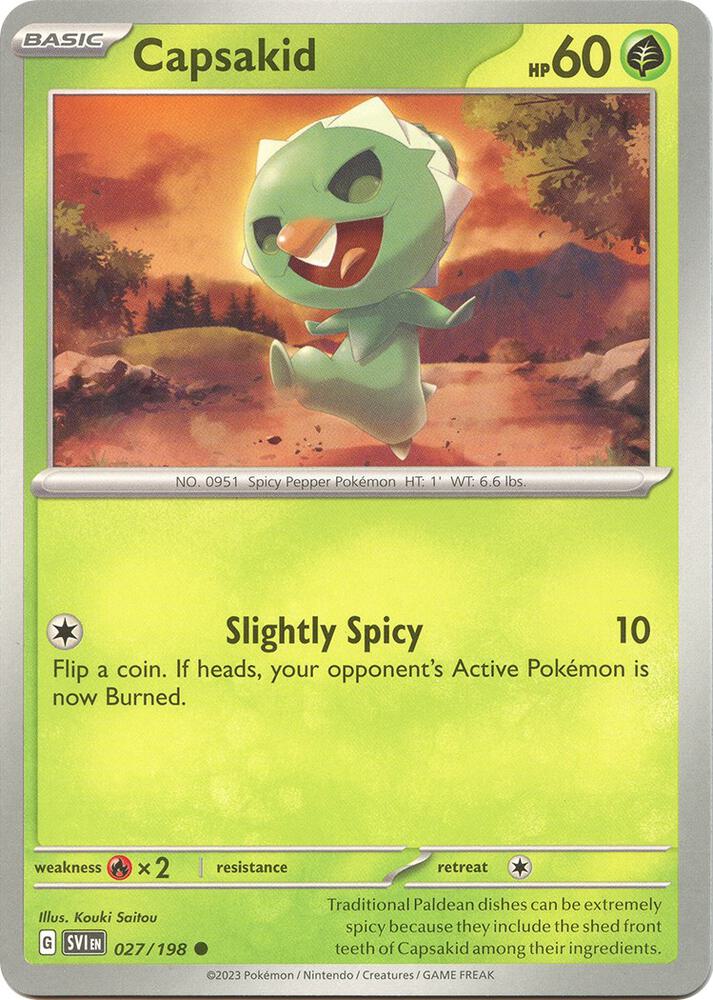 BASIC
Capsakid
HP 60
NO. 0951 Spicy Pepper Pokémon HT: 1' WT: 6.6 lbs.
Slightly Spicy 10
Flip a coin. If heads, your opponent's Active Pokémon is
now Burned.
weakness ×2 resistance retreat
Illus. Kouki Saitou
G SVI EN 027/198
Traditional Paldean dishes can be extremely
spicy because they include the shed front
teeth of Capsakid among their ingredients.
©2023 Pokémon / Nintendo / Creatures / GAME FREAK